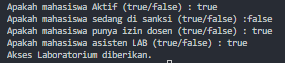 Apakah mahasiswa Aktif (true/false) : true
Apakah mahasiswa sedang di sanksi (true/false) :false
Apakah mahasiswa punya izin dosen (true/false) : true
Apakah mahasiswa asisten LAB (true/false) : true
Akses Laboratorium diberikan.